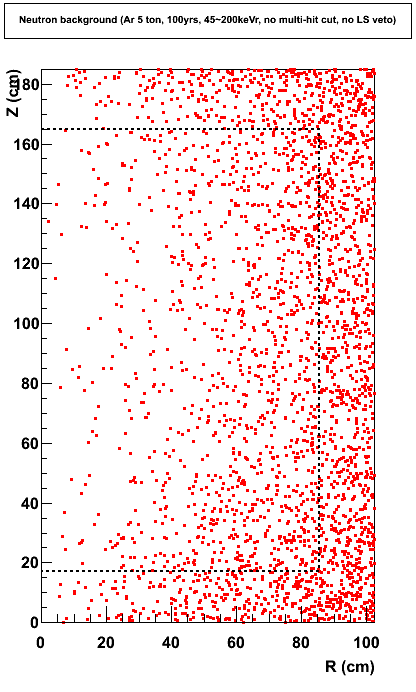 Neutron background (Ar 5 ton, 100yrs, 45~200keVr, no multi-hit cut, no LS veto)
Z (cm)
180
160
140
120
100
80
60
40
20
0
0 20 40 60 80 100
R (cm)